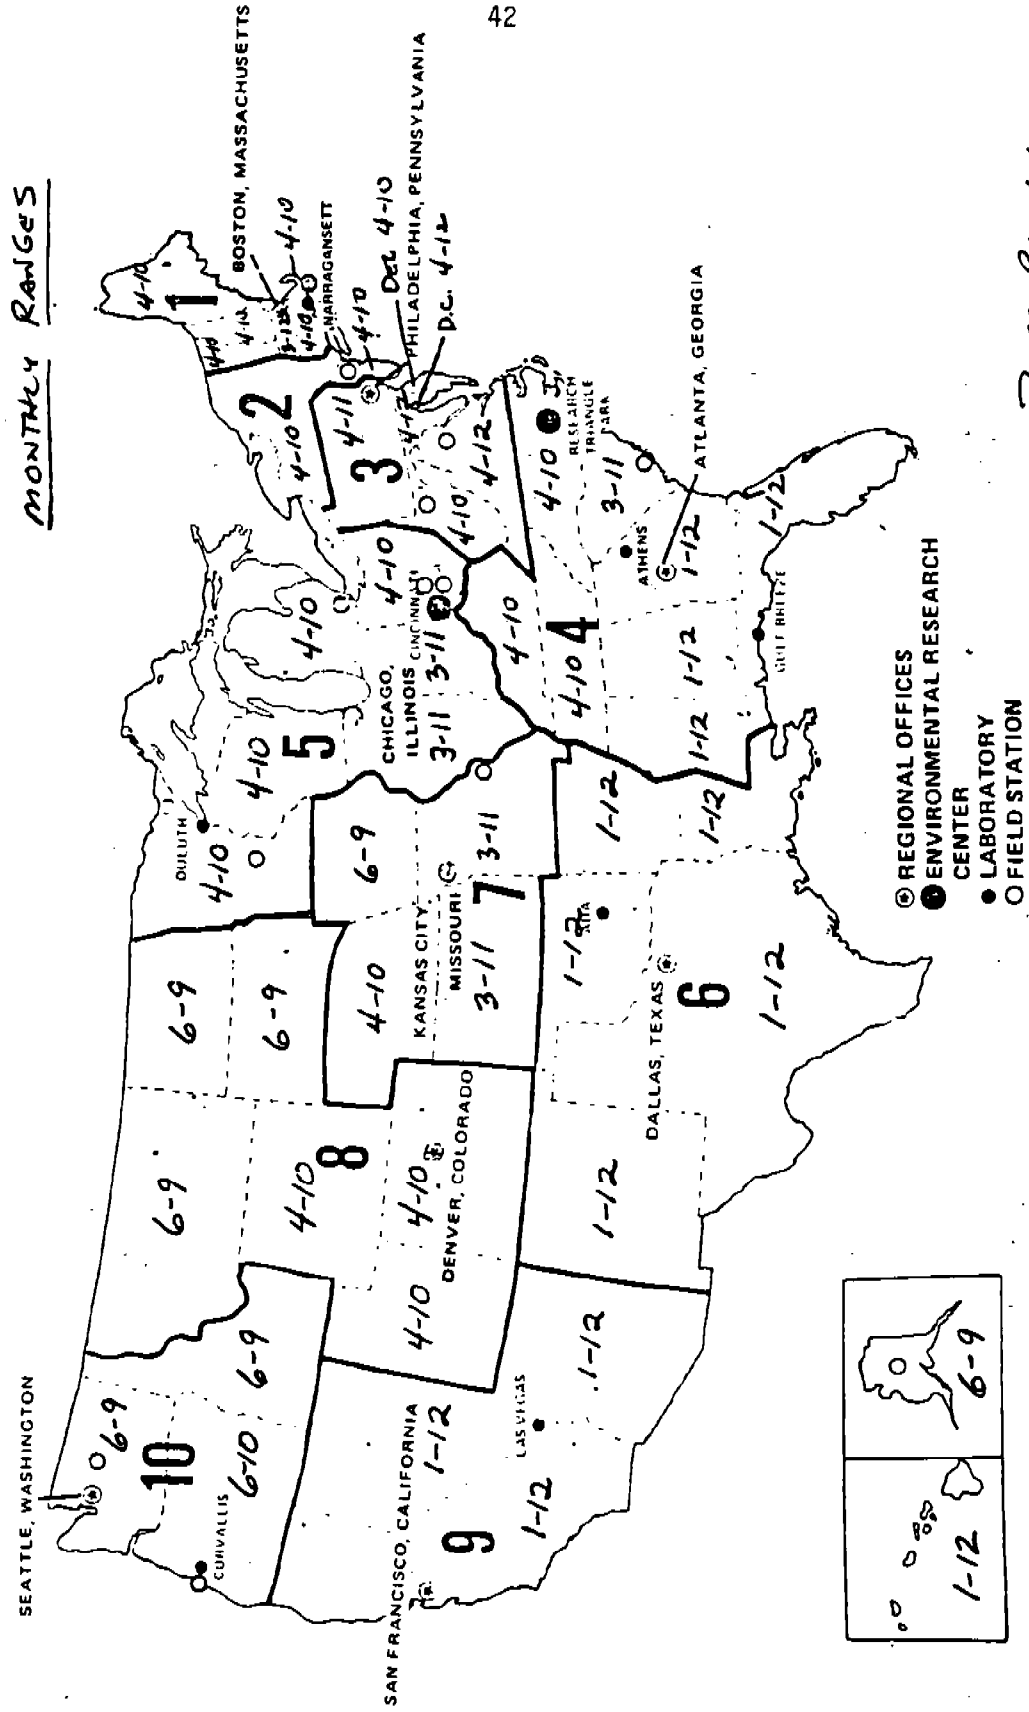 42
MONTHLY RANGES
SEATTLE, WASHINGTON
6-9
10
CORVALLIS
6-10
6-9
SAN FRANCISCO, CALIFORNIA
9
1-12
1-12
LAS VEGAS
1-12
6-9
6-9
6-9
4-10
8
4-10
4-10
DENVER, COLORADO
DULUTH
4-10
4-10
5
4-10
4-10
CHICAGO,
ILLINOIS
3-11
3-11
CINCINNATI
6-9
4-10
KANSAS CITY
MISSOURI
7
3-11
3-11
1-12
1-12
ADA
1-12
1-12
DALLAS, TEXAS
6
1-12
4-10
4-10
4
4-10
3-11
1-12
1-12
1-12
1-12
ATHENS
ATLANTA, GEORGIA
GULF BREEZE
RESEARCH
TRIANGLE
PARK
4-11
3
4-12
4-12
4-10
2
4-10
4-10
1
4-10
4-10
4-12
3-12
4-10
4-10
BOSTON, MASSACHUSETTS
NARRAGANSETT
DEL 4-10
PHILADELPHIA, PENNSYLVANIA
D.C. 4-12
1-12
6-9
REGIONAL OFFICES
ENVIRONMENTAL RESEARCH
CENTER
LABORATORY
FIELD STATION